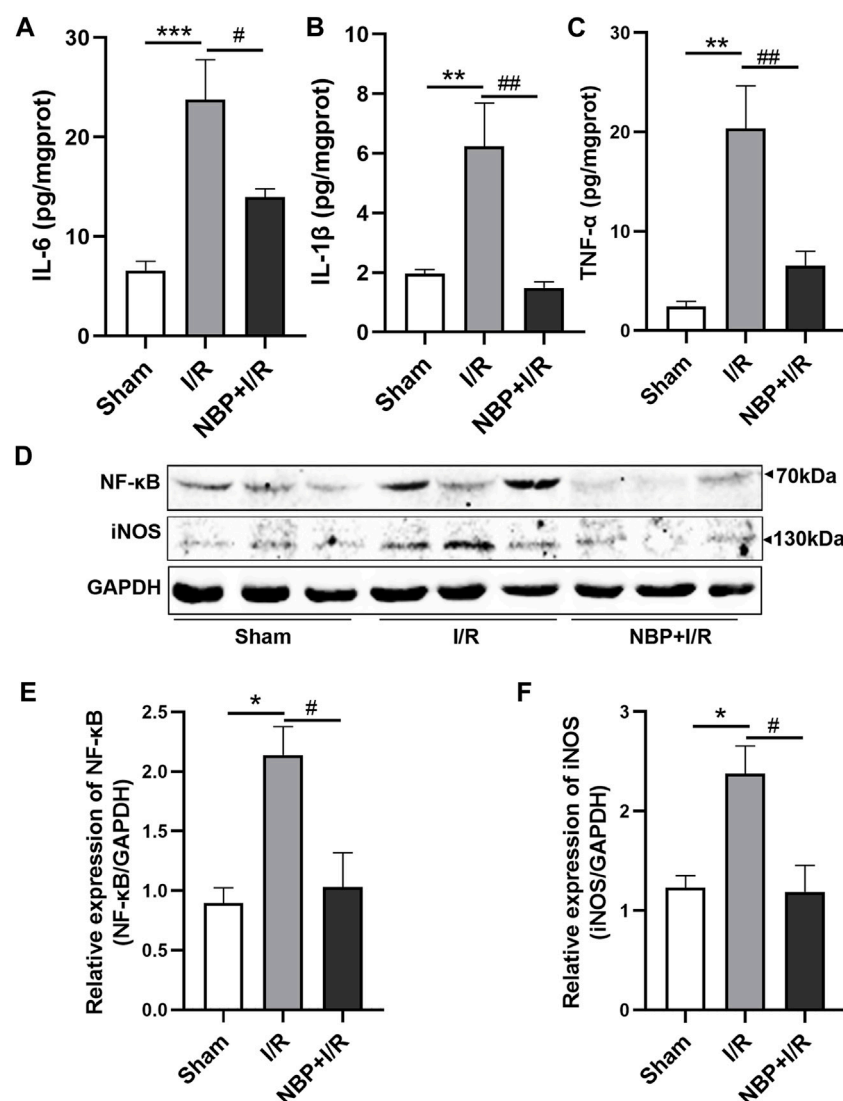 A
IL-6 (pg/mgprot)
30
20
10
0
***
#
Sham
I/R
NBP+I/R
B
IL-1β (pg/mgprot)
10
8
6
4
2
0
**
##
Sham
I/R
NBP+I/R
C
TNF-α (pg/mgprot)
30
20
10
0
**
##
Sham
I/R
NBP+I/R
D
NF-κB
70kDa
iNOS
130kDa
GAPDH
Sham I/R NBP+I/R
E
Relative expression of NF-κB
(NF-κB/GAPDH)
2.5
2.0
1.5
1.0
0.5
0.0
*
#
Sham
I/R
NBP+I/R
F
Relative expression of iNOS
(iNOS/GAPDH)
3
2
1
0
*
#
Sham
I/R
NBP+I/R